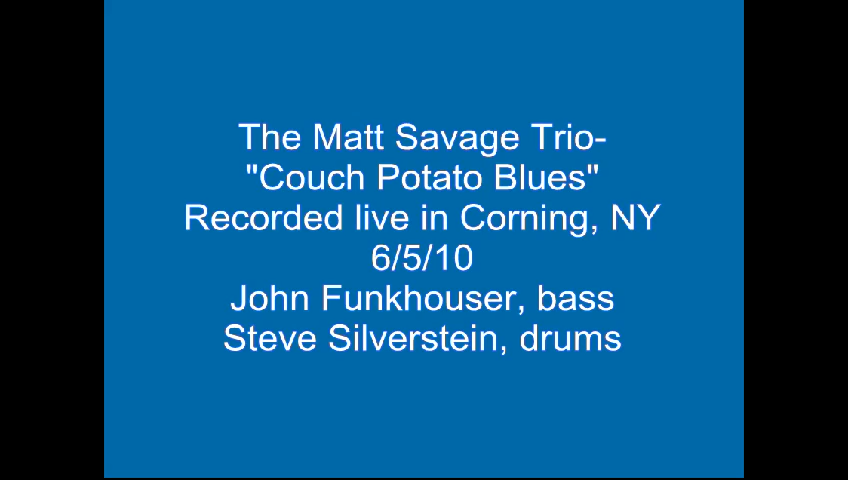 The Matt Savage Trio-
"Couch Potato Blues"
Recorded live in Corning, NY
6/5/10
John Funkhouser, bass
Steve Silverstein, drums